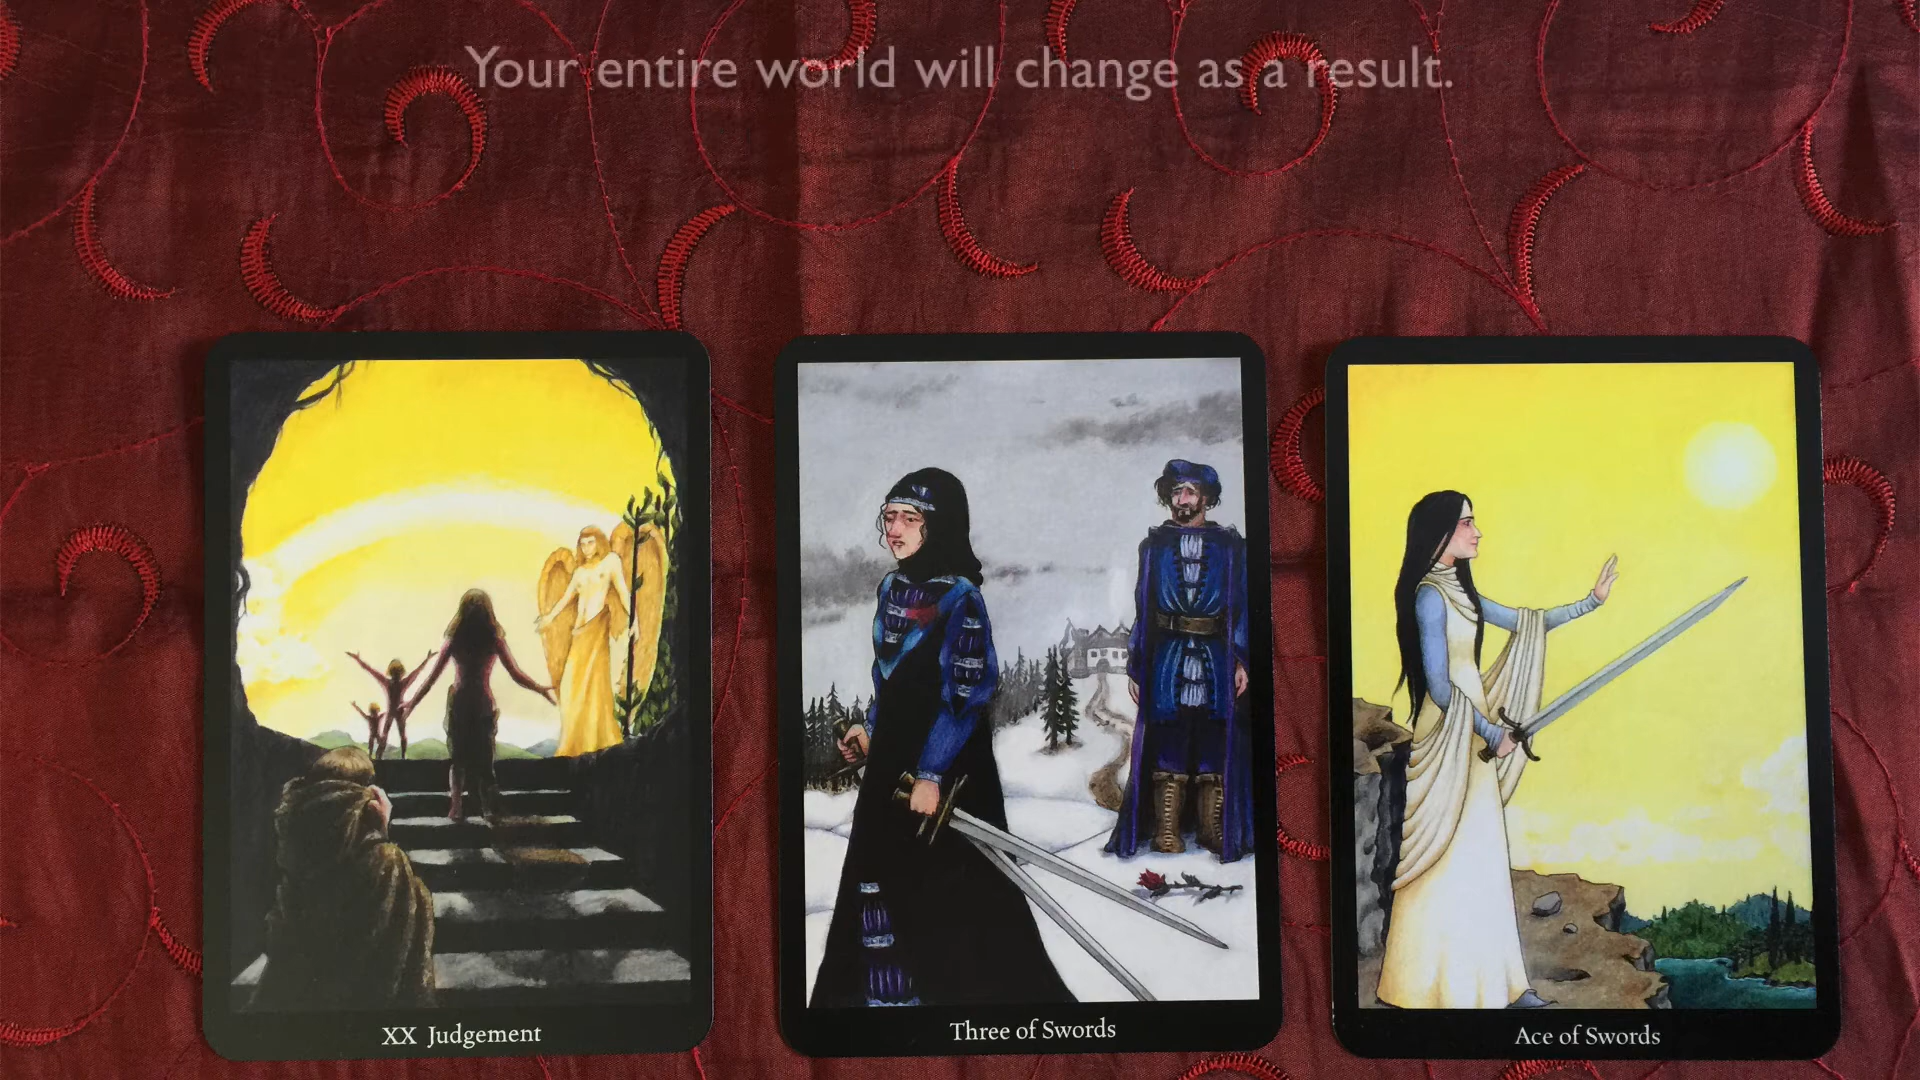 Your entire world will change as a result.
XX Judgement
Three of Swords
Ace of Swords